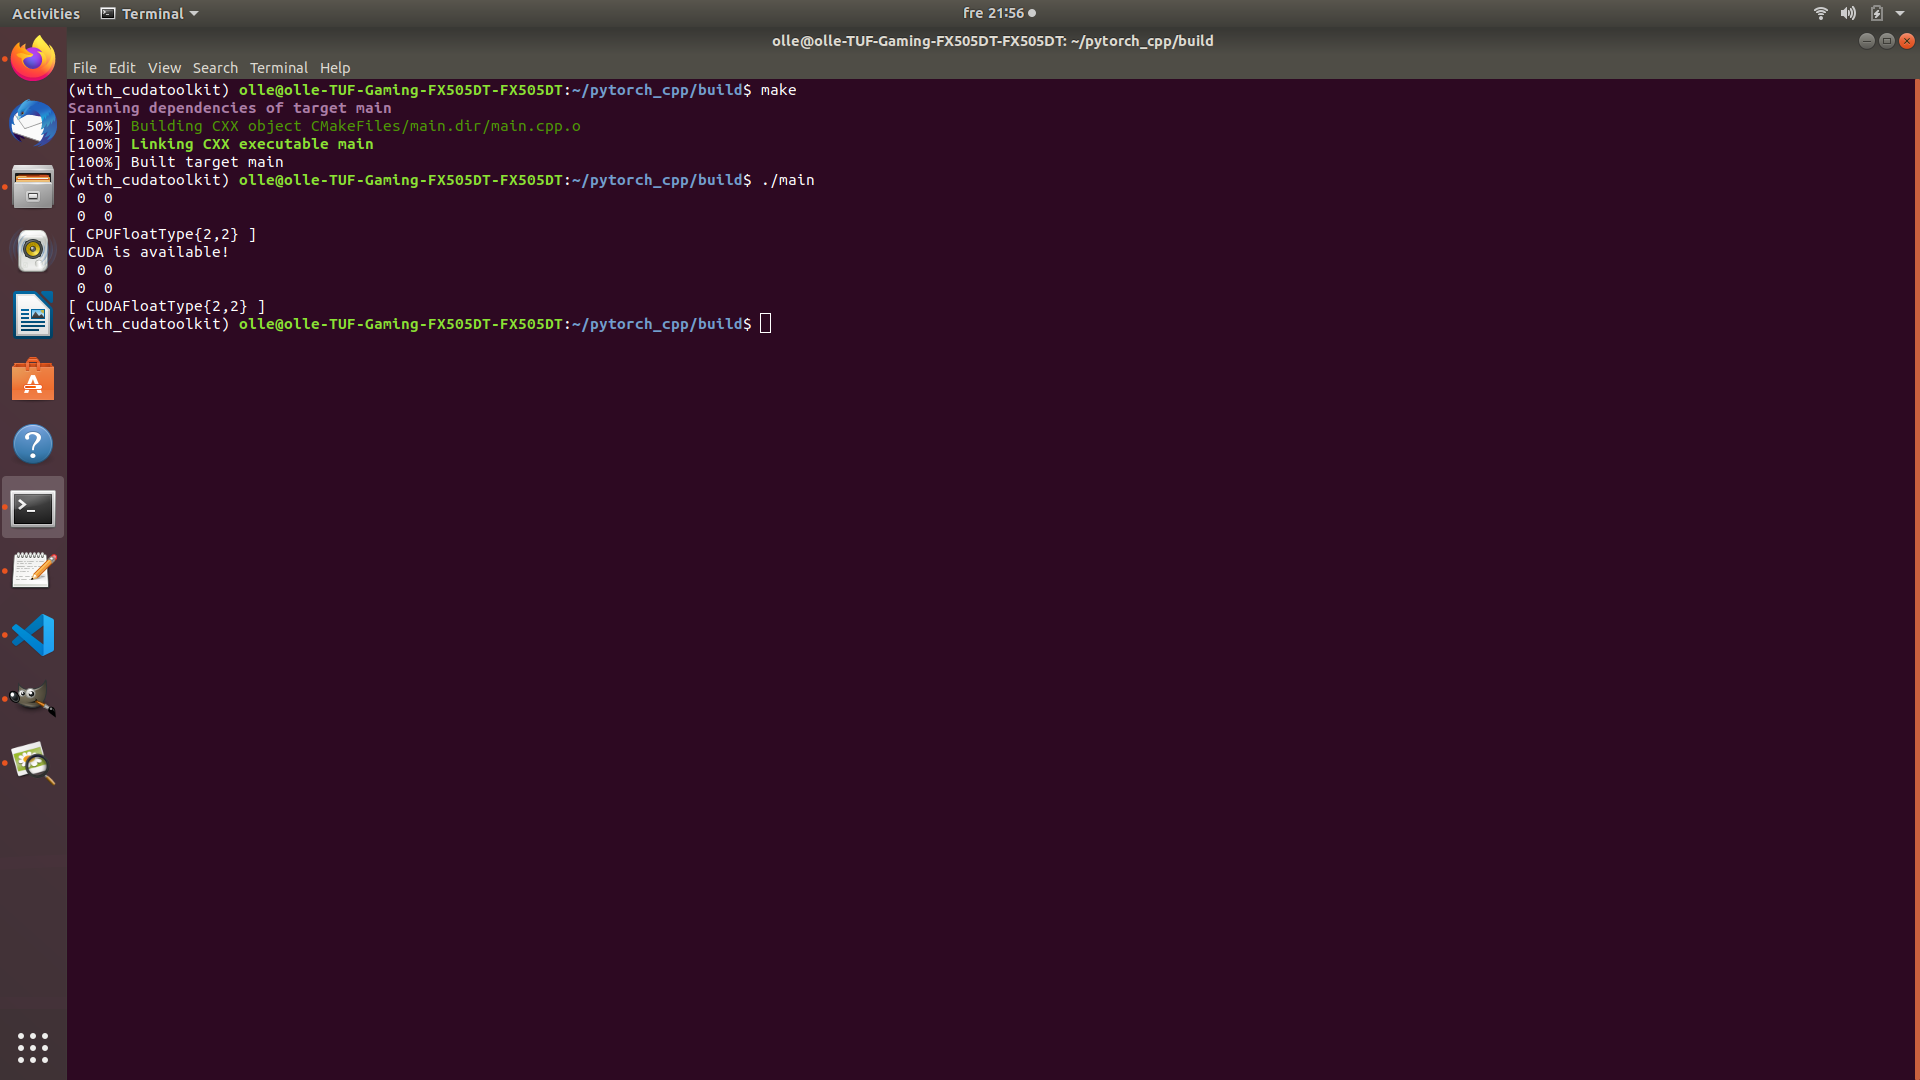 Activities Terminal fre 21:56
olle@olle-TUF-Gaming-FX505DT-FX505DT: ~/pytorch_cpp/build
File Edit View Search Terminal Help
(with_cudatoolkit) olle@olle-TUF-Gaming-FX505DT-FX505DT:~/pytorch_cpp/build$ make
Scanning dependencies of target main
[ 50%] Building CXX object CMakeFiles/main.dir/main.cpp.o
[100%] Linking CXX executable main
[100%] Built target main
(with_cudatoolkit) olle@olle-TUF-Gaming-FX505DT-FX505DT:~/pytorch_cpp/build$ ./main
 0  0
 0  0
[ CPUFloatType{2,2} ]
CUDA is available!
 0  0
 0  0
[ CUDAFloatType{2,2} ]
(with_cudatoolkit) olle@olle-TUF-Gaming-FX505DT-FX505DT:~/pytorch_cpp/build$